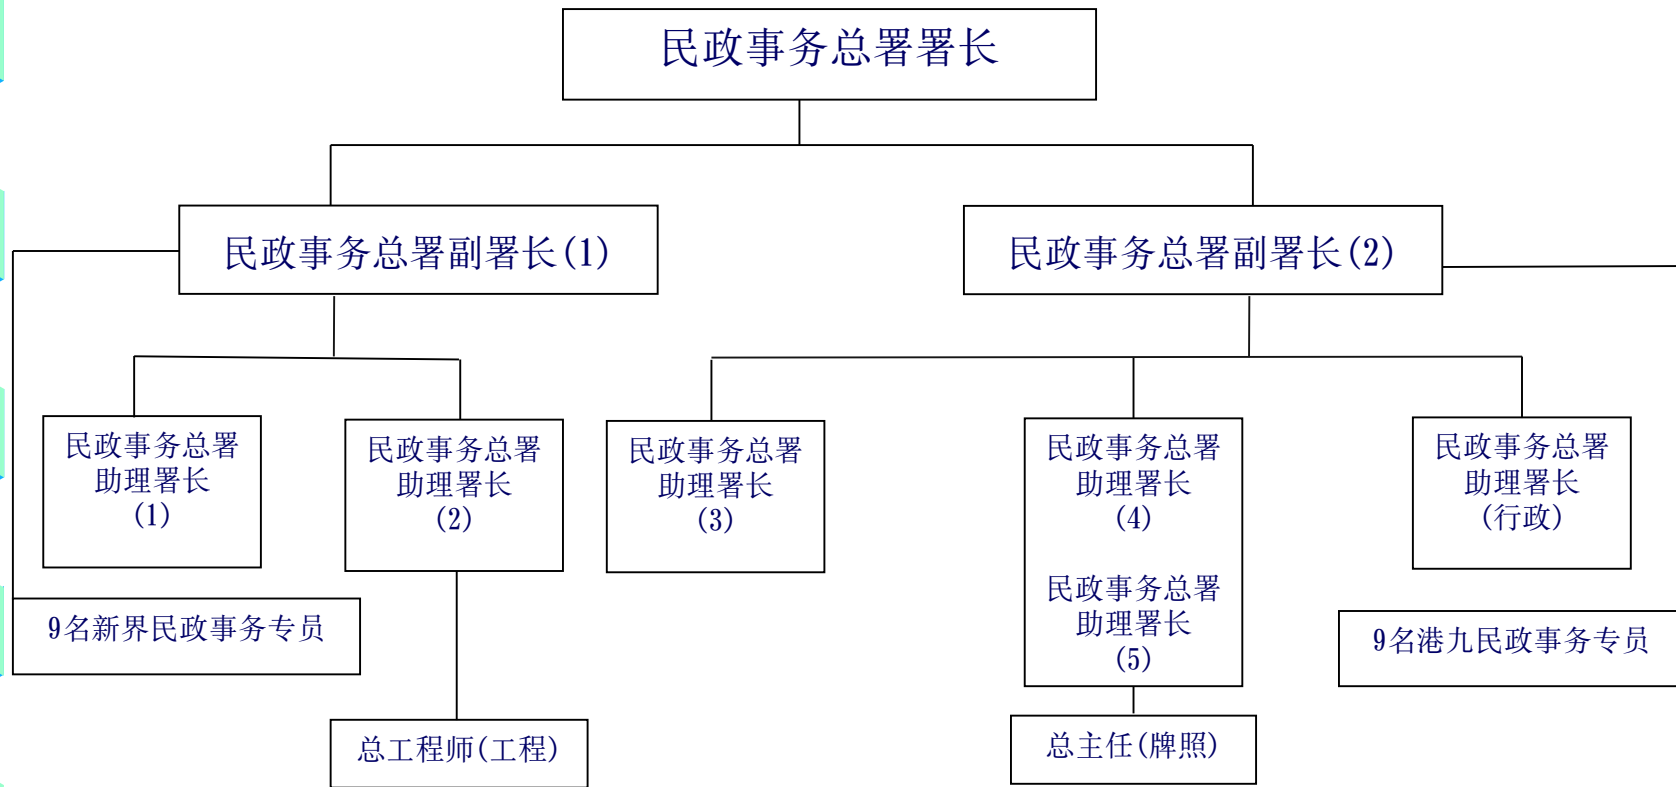 民政事务总署署长
民政事务总署副署长(1)
民政事务总署副署长(2)
民政事务总署
助理署长
(1)
民政事务总署
助理署长
(2)
民政事务总署
助理署长
(3)
民政事务总署
助理署长
(4)
民政事务总署
助理署长
(5)
民政事务总署
助理署长
(行政)
9名新界民政事务专员
9名港九民政事务专员
总工程师(工程)
总主任(牌照)